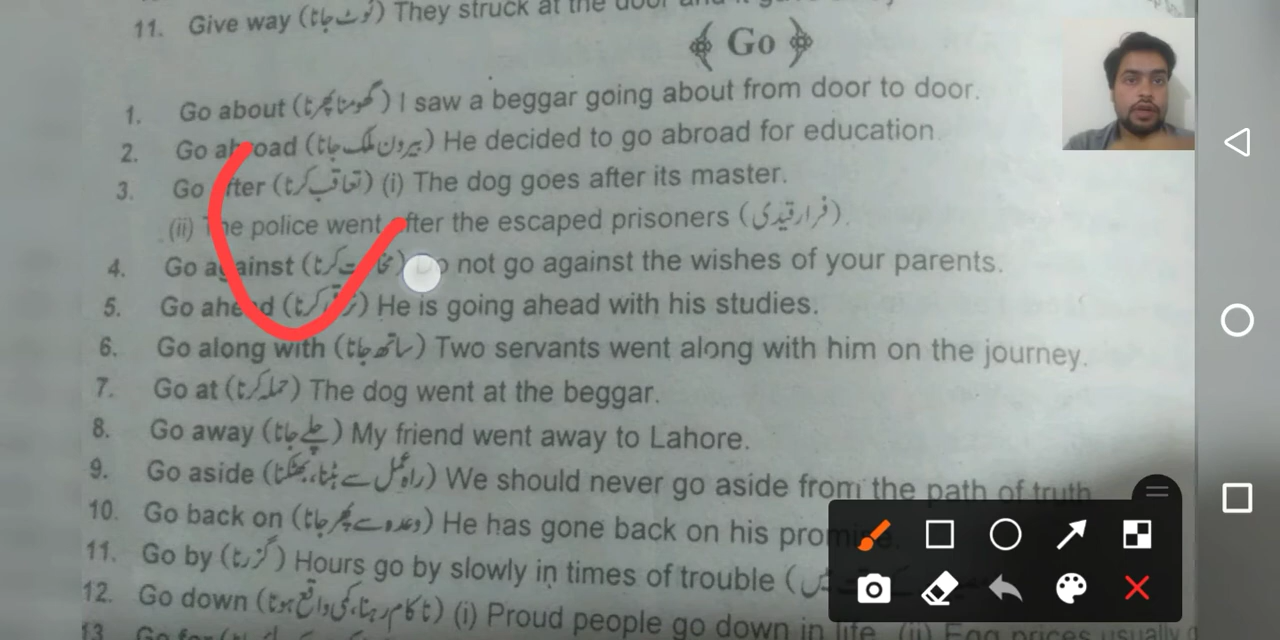 11. Give way (ٹوٹ جانا) They struck at the door and it gave
Go
1. Go about (گھومنا پھرنا) I saw a beggar going about from door to door.
2. Go abroad (بیرون ملک جانا) He decided to go abroad for education.
3. Go after (تعاقب کرنا) (i) The dog goes after its master.
(ii) The police went after the escaped prisoners (فرار قیدی).
4. Go against (مخالفت کرنا) Do not go against the wishes of your parents.
5. Go ahead ( کرنا) He is going ahead with his studies.
6. Go along with (ساتھ جانا) Two servants went along with him on the journey.
7. Go at (حملہ کرنا) The dog went at the beggar.
8. Go away (چلے جانا) My friend went away to Lahore.
9. Go aside (راہ عمل سے ہٹنا، بھٹکنا) We should never go aside from the path of truth
10. Go back on (وعدہ سے پھر جانا) He has gone back on his promise.
11. Go by (گزرنا) Hours go by slowly in times of trouble (
12. Go down (ناکام رہنا، کمی واقع ہونا) (i) Proud people go down in life. (ii) Egg prices usually
13. Go for